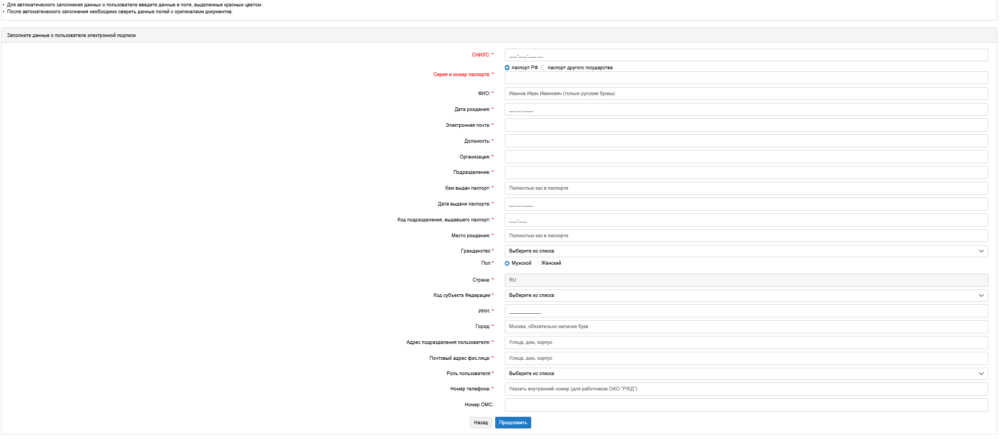 • Для автоматического заполнения данных о пользователе введите данные в поля, выделенные красным цветом.
• После автоматического заполнения необходимо сверить данные полей с оригиналами документов.
Заполните данные о пользователе электронной подписи
СНИЛС: * ___-___-___ __
паспорт РФ паспорт другого государства
Серия и номер паспорта: *
ФИО: * Иванов Иван Иванович (только русские буквы)
Дата рождения: * __.__.____
Электронная почта: *
Должность: *
Организация: *
Подразделение: *
Кем выдан паспорт: * Полностью как в паспорте
Дата выдачи паспорта: * __.__.____
Код подразделения, выдавшего паспорт: * ___-___
Место рождения: * Полностью как в паспорте
Гражданство * Выберите из списка
Пол * Мужской Женский
Страна: * RU
Код субъекта Федерации * Выберите из списка
ИНН: * ____________
Город: * Москва, обязательно наличие букв
Адрес подразделения пользователя: * Улица, дом, корпус
Почтовый адрес физ.лица: * Улица, дом, корпус
Роль пользователя * Выберите из списка
Номер телефона: * Указать внутренний номер (для работников ОАО "РЖД")
Номер ОМС:
Назад Продолжить